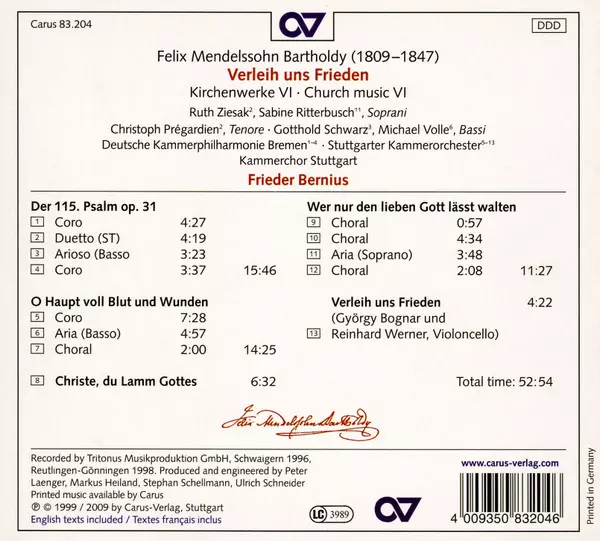 Carus 83.204
DDD
Felix Mendelssohn Bartholdy (1809–1847)
Verleih uns Frieden
Kirchenwerke VI · Church music VI
Ruth Ziesak², Sabine Ritterbusch¹¹, Soprani
Christoph Prégardien², Tenore · Gotthold Schwarz³, Michael Volle⁶, Bassi
Deutsche Kammerphilharmonie Bremen¹⁻⁴ · Stuttgarter Kammerorchester⁵⁻¹³
Kammerchor Stuttgart
Frieder Bernius
Der 115. Psalm op. 31
1 Coro 4:27
2 Duetto (ST) 4:19
3 Arioso (Basso 3:23
4 Coro 3:37 15:46
O Haupt voll Blut und Wunden
5 Coro 7:28
6 Aria (Basso) 4:57
7 Choral 2:00 14:25
8 Christe, du Lamm Gottes 6:32
Wer nur den lieben Gott lässt walten
9 Choral 0:57
10 Choral 4:34
11 Aria (Soprano) 3:48
12 Choral 2:08 11:27
Verleih uns Frieden 4:22
(György Bognar und
13 Reinhard Werner, Violoncello)
Total time: 52:54
Felix Mendelssohn Bartholdy
Recorded by Tritonus Musikproduktion GmbH, Schwaigern 1996,
Reutlingen-Gönningen 1998. Produced and engineered by Peter
Laenger, Markus Heiland, Stephan Schellmann, Ulrich Schneider
Printed music available by Carus
℗ © 1999 / 2009 by Carus-Verlag, Stuttgart
English texts included / Textes français inclus
LC 3989
www.carus-verlag.com
4 009350 832046
Printed in Germany